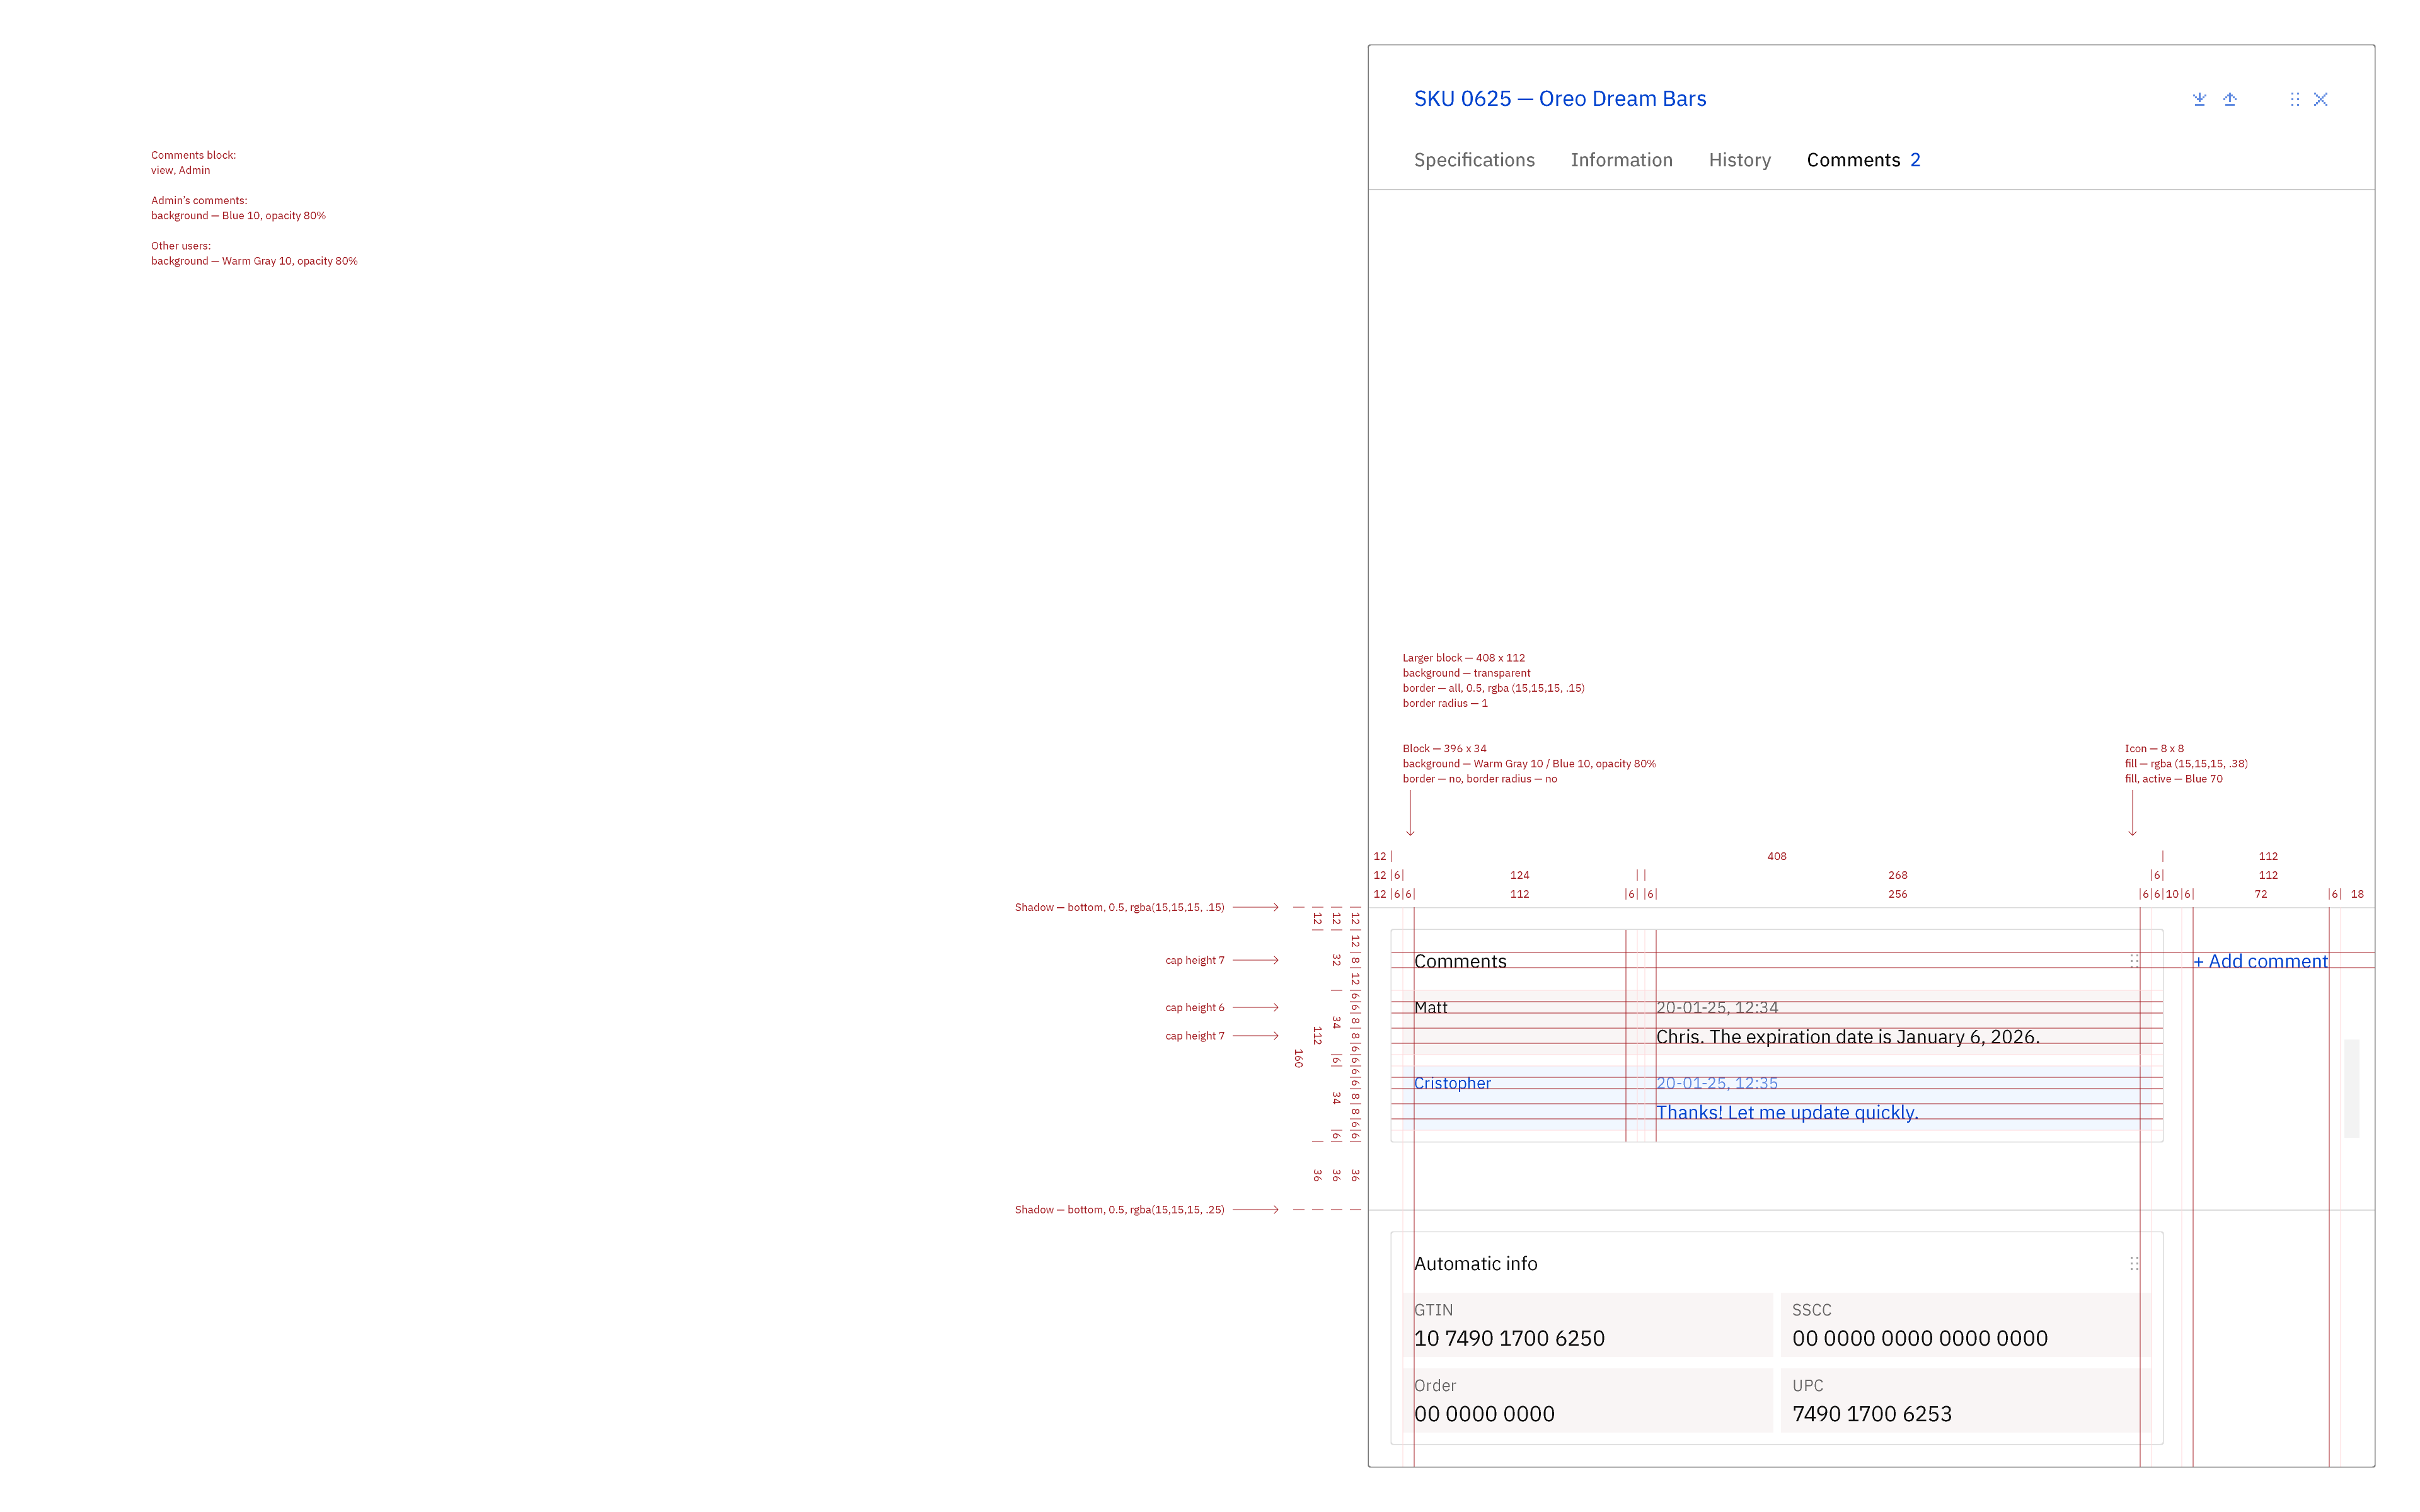 SKU 0625 — Oreo Dream Bars
Specifications Information History Comments 2
Comments block:
view, Admin
Admin’s comments:
background — Blue 10, opacity 80%
Other users:
background — Warm Gray 10, opacity 80%
Larger block — 408 x 112
background — transparent
border — all, 0.5, rgba (15,15,15, .15)
border radius — 1
Block — 396 x 34
background — Warm Gray 10 / Blue 10, opacity 80%
border — no, border radius — no
Icon — 8 x 8
fill — rgba (15,15,15, .38)
fill, active — Blue 70
12 408 112
12 6 124 268 6 112
12 6 6 112 6 6 256 6 6 10 6 72 6 18
Shadow — bottom, 0.5, rgba(15,15,15, .15)
cap height 7
cap height 6
cap height 7
Shadow — bottom, 0.5, rgba(15,15,15, .25)
160
12 112 36
12 32 34 6 34 6 36
12 12 8 12 6 6 8 8 6 6 6 6 8 8 6 6 36
Comments
+ Add comment
Matt 20-01-25, 12:34
Chris. The expiration date is January 6, 2026.
Cristopher 20-01-25, 12:35
Thanks! Let me update quickly.
Automatic info
GTIN SSCC
10 7490 1700 6250 00 0000 0000 0000 0000
Order UPC
00 0000 0000 7490 1700 6253